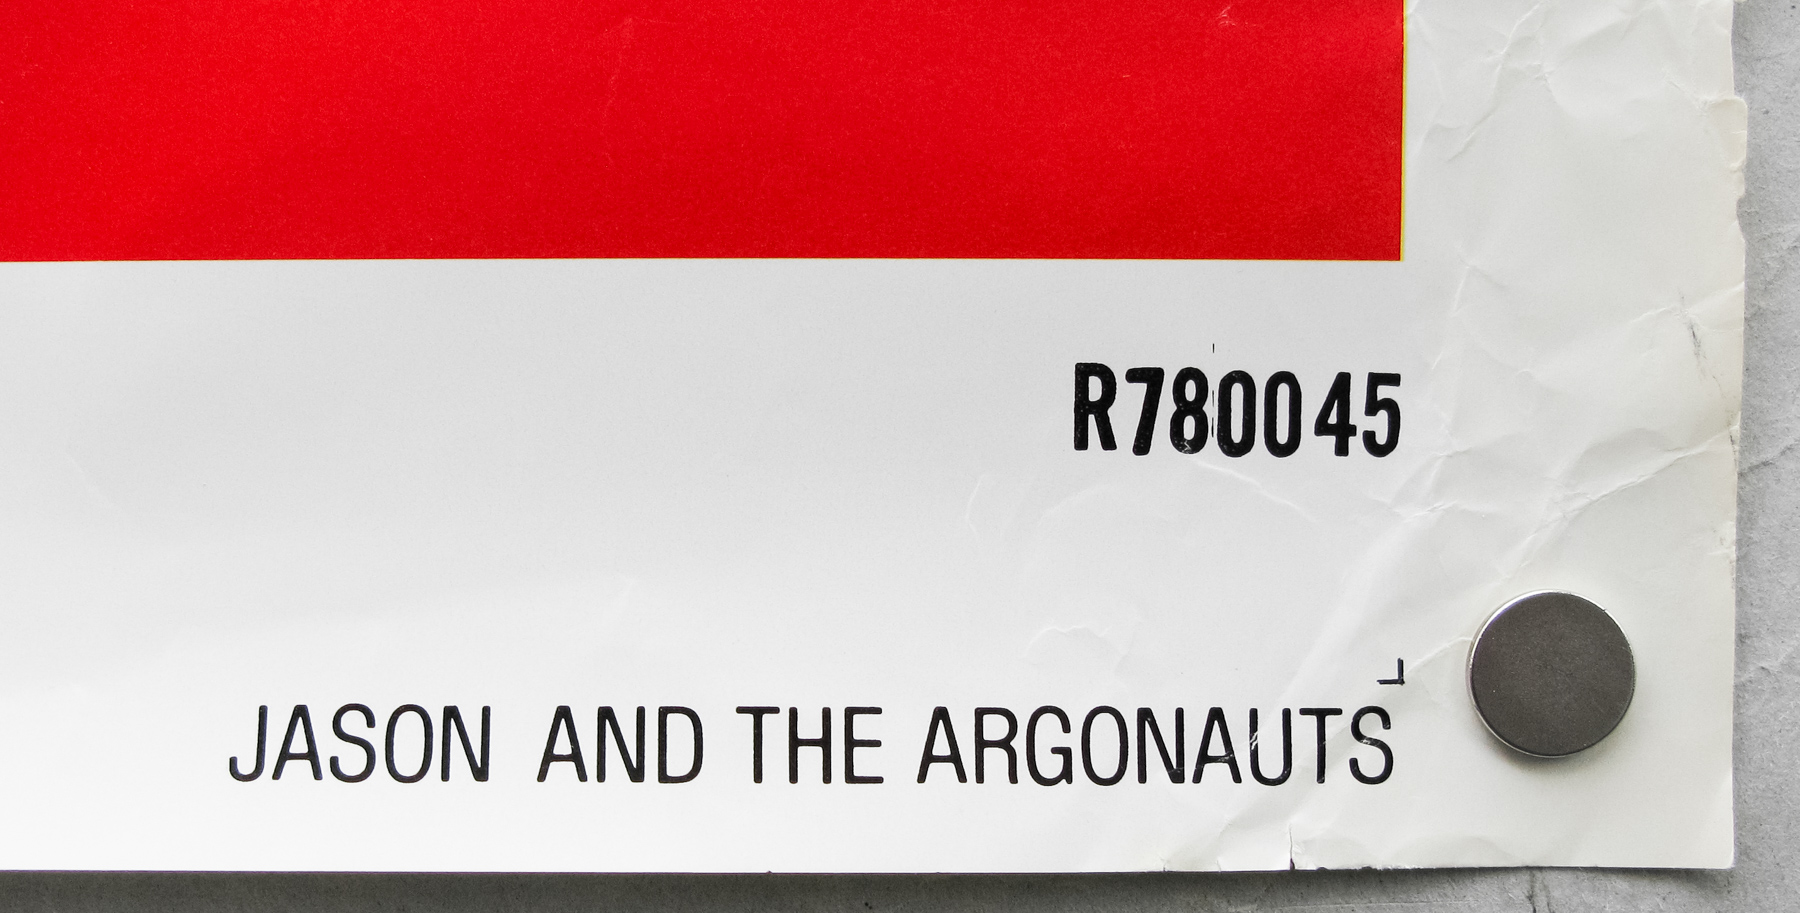 R780045
JASON AND THE ARGONAUTS